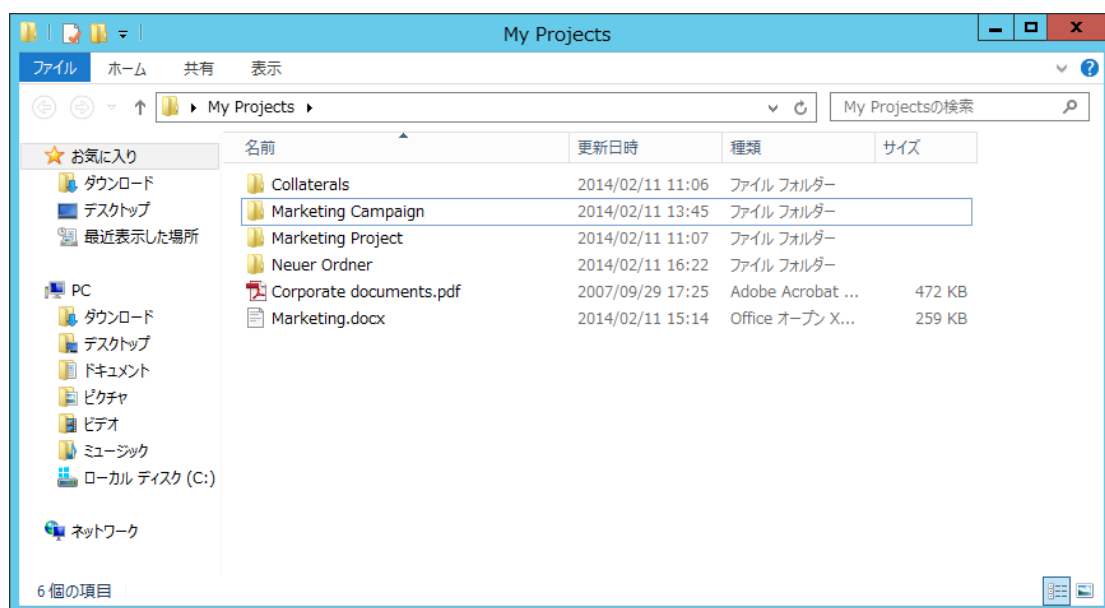 My Projects
ファイル ホーム 共有 表示
My Projects My Projectsの検索
名前 更新日時 種類 サイズ
お気に入り
ダウンロード
デスクトップ
最近表示した場所
PC
ダウンロード
デスクトップ
ドキュメント
ピクチャ
ビデオ
ミュージック
ローカル ディスク (C:)
ネットワーク
Collaterals 2014/02/11 11:06 ファイル フォルダー
Marketing Campaign 2014/02/11 13:45 ファイル フォルダー
Marketing Project 2014/02/11 11:07 ファイル フォルダー
Neuer Ordner 2014/02/11 16:22 ファイル フォルダー
Corporate documents.pdf 2007/09/29 17:25 Adobe Acrobat ... 472 KB
Marketing.docx 2014/02/11 15:14 Office オープン X... 259 KB
6 個の項目